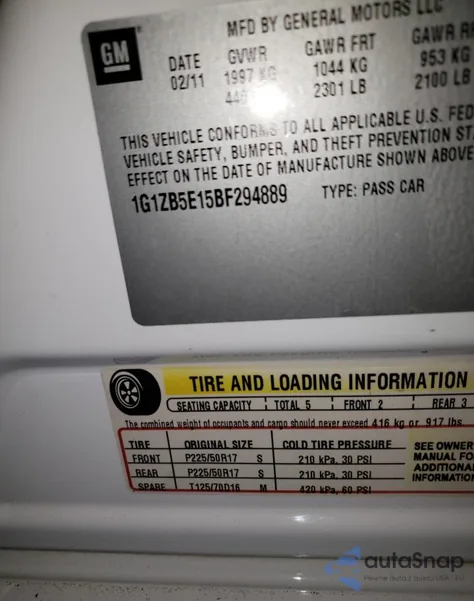 GM
MFD BY GENERAL MOTORS LLC
DATE GVWR GAWR FRT GAWR RR
02/11 1997 KG 1044 KG 953 KG
2301 LB 2100 LB
THIS VEHICLE CONFORMS TO ALL APPLICABLE U.S. FED
VEHICLE SAFETY, BUMPER, AND THEFT PREVENTION ST
EFFECT ON THE DATE OF MANUFACTURE SHOWN ABOVE
1G1ZB5E15BF294889 TYPE: PASS CAR
TIRE AND LOADING INFORMATION
SEATING CAPACITY TOTAL 5 FRONT 2 REAR 3
The combined weight of occupants and cargo should never exceed 416 kg or 917 lbs.
TIRE ORIGINAL SIZE COLD TIRE PRESSURE
FRONT P225/50R17 S 210 kPa, 30 PSI
REAR P225/50R17 S 210 kPa, 30 PSI
SPARE T125/70D16 M 420 kPa, 60 PSI
SEE OWNER
MANUAL FO
ADDITIONA
INFORMATI
autaSnap